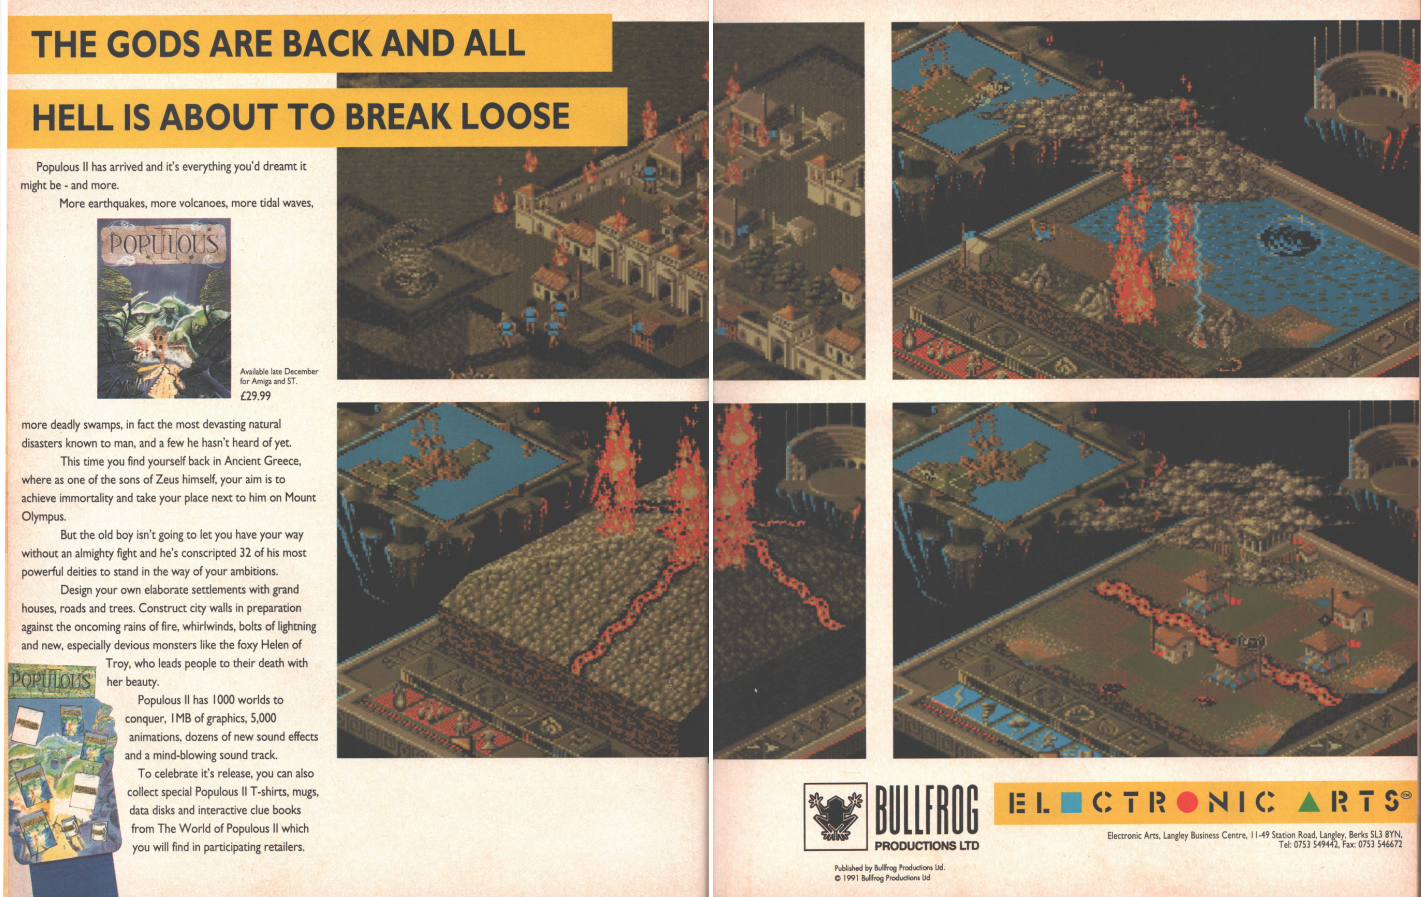 THE GODS ARE BACK AND ALL
HELL IS ABOUT TO BREAK LOOSE
Populous II has arrived and it's everything you'd dreamt it
might be - and more.
More earthquakes, more volcanoes, more tidal waves,
POPULOUS II
Available late December
for Amiga and ST.
£29.99
more deadly swamps, in fact the most devasting natural
disasters known to man, and a few he hasn't heard of yet.
This time you find yourself back in Ancient Greece,
where as one of the sons of Zeus himself, your aim is to
achieve immortality and take your place next to him on Mount
Olympus.
But the old boy isn't going to let you have your way
without an almighty fight and he's conscripted 32 of his most
powerful deities to stand in the way of your ambitions.
Design your own elaborate settlements with grand
houses, roads and trees. Construct city walls in preparation
against the oncoming rains of fire, whirlwinds, bolts of lightning
and new, especially devious monsters like the foxy Helen of
Troy, who leads people to their death with
her beauty.
POPULOUS
Populous II has 1000 worlds to
conquer, 1MB of graphics, 5,000
animations, dozens of new sound effects
and a mind-blowing sound track.
To celebrate it's release, you can also
collect special Populous II T-shirts, mugs,
data disks and interactive clue books
from The World of Populous II which
you will find in participating retailers.
BULLFROG
PRODUCTIONS LTD
Published by Bullfrog Productions Ltd.
© 1991 Bullfrog Productions Ltd
ELECTRONIC ARTS
Electronic Arts, Langley Business Centre, 11-49 Station Road, Langley, Berks SL3 8YN,
Tel: 0753 549442, Fax: 0753 546672